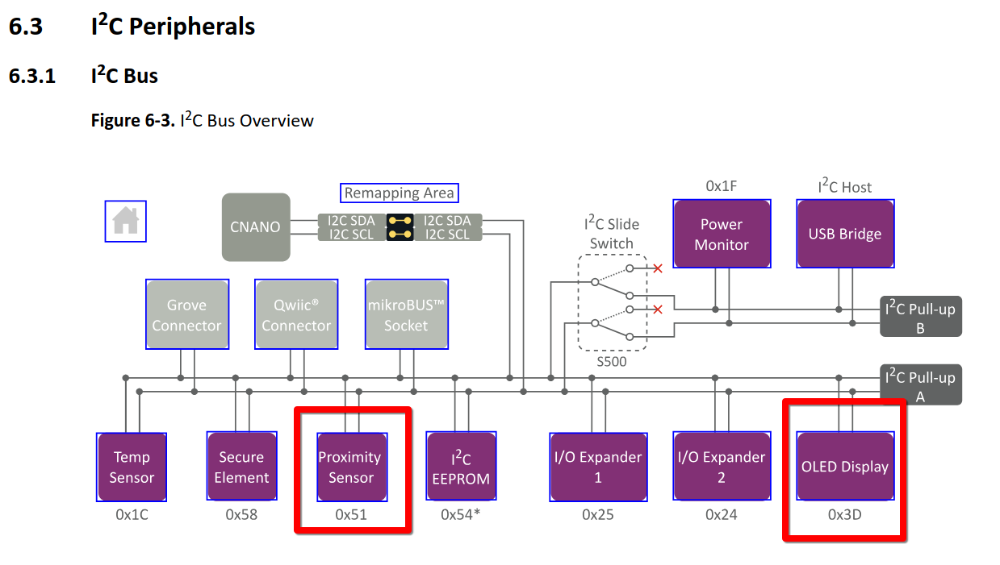 6.3 I²C Peripherals
6.3.1 I²C Bus
Figure 6-3. I²C Bus Overview
Remapping Area
CNANO
I2C SDA
I2C SCL
I2C SDA
I2C SCL
I²C Slide
Switch
S500
0x1F
Power
Monitor
I²C Host
USB Bridge
I²C Pull-up
B
Grove
Connector
Qwiic®
Connector
mikroBUS™
Socket
I²C Pull-up
A
Temp
Sensor
0x1C
Secure
Element
0x58
Proximity
Sensor
0x51
I²C
EEPROM
0x54*
I/O Expander
1
0x25
I/O Expander
2
0x24
OLED Display
0x3D